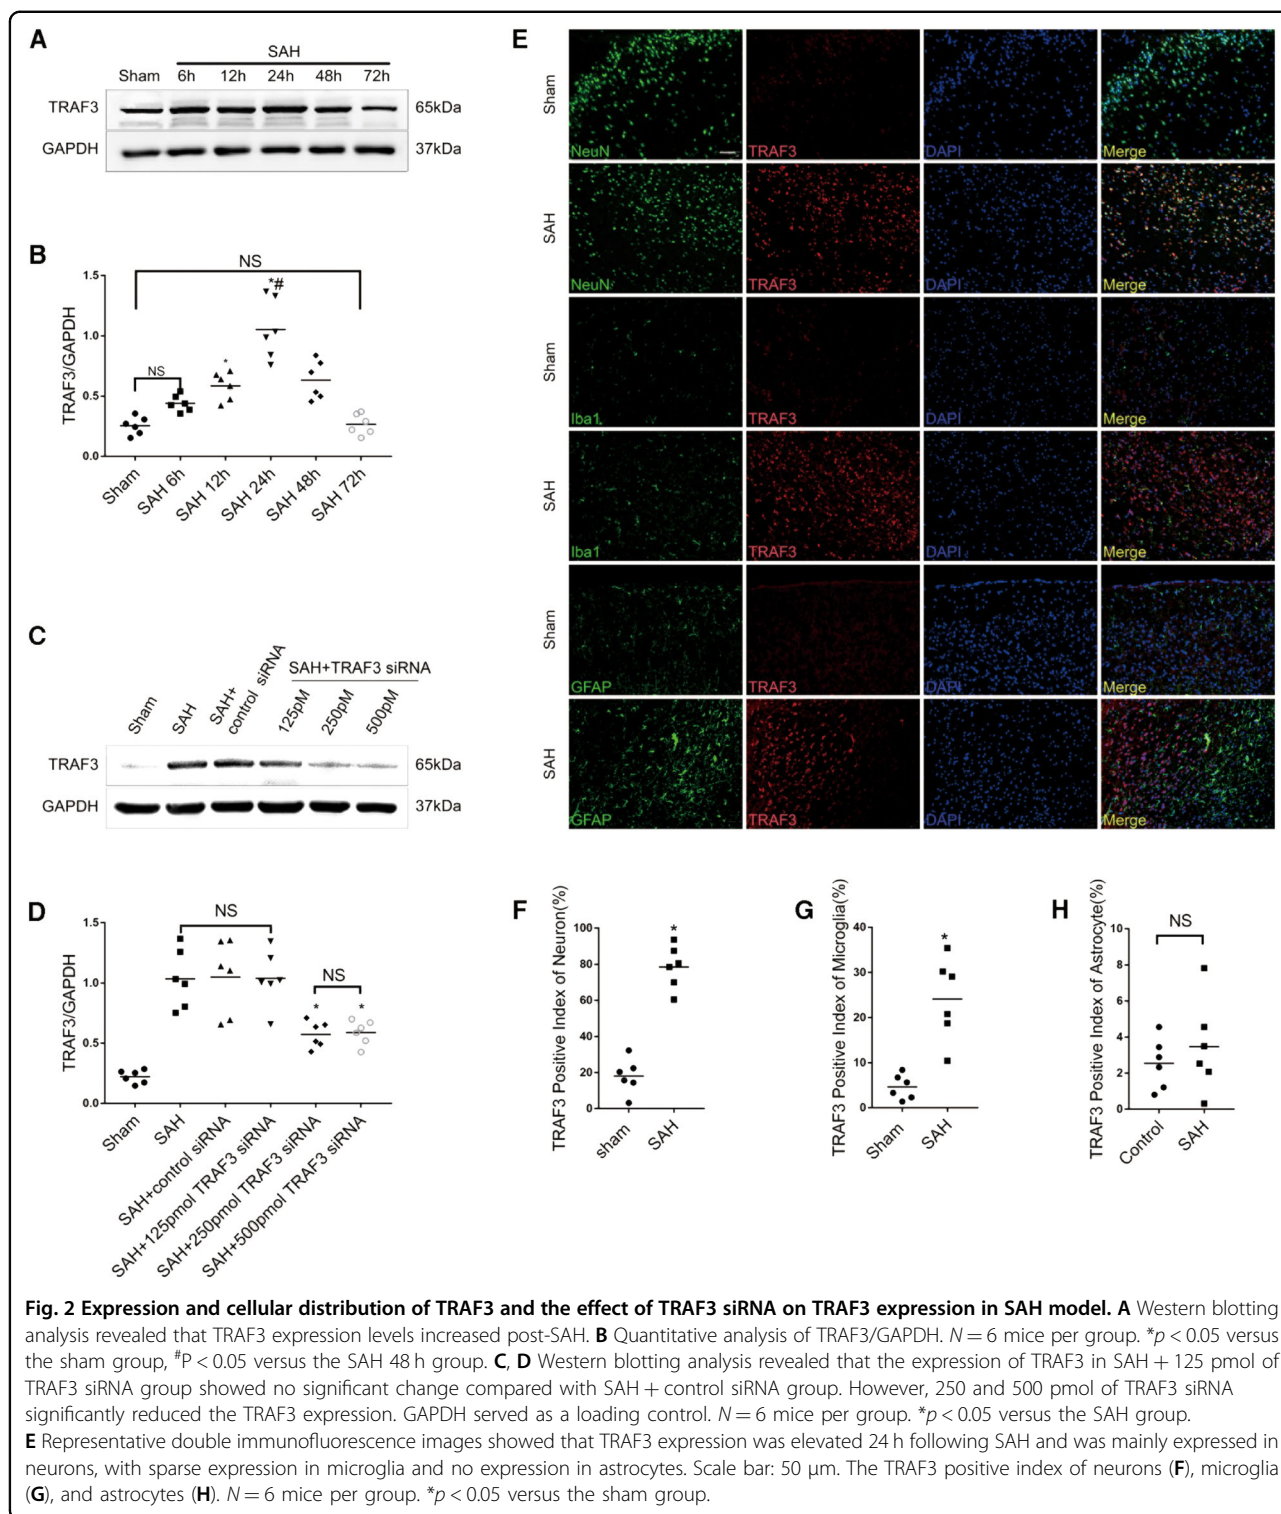 A
SAH
Sham 6h 12h 24h 48h 72h
TRAF3 65kDa
GAPDH 37kDa
B
TRAF3/GAPDH
1.5
1.0
0.5
0.0
NS
NS
*
*#
Sham
SAH 6h
SAH 12h
SAH 24h
SAH 48h
SAH 72h
C
SAH+TRAF3 siRNA
Sham
SAH
SAH+
control siRNA
125pM
250pM
500pM
TRAF3 65kDa
GAPDH 37kDa
D
TRAF3/GAPDH
1.5
1.0
0.5
0.0
NS
NS
*
*
Sham
SAH
SAH+control siRNA
SAH+125pmol TRAF3 siRNA
SAH+250pmol TRAF3 siRNA
SAH+500pmol TRAF3 siRNA
E
Sham
NeuN TRAF3 DAPI Merge
SAH
NeuN TRAF3 DAPI Merge
Sham
Iba1 TRAF3 DAPI Merge
SAH
Iba1 TRAF3 DAPI Merge
Sham
GFAP TRAF3 DAPI Merge
SAH
GFAP TRAF3 DAPI Merge
F
TRAF3 Positive Index of Neuron(%)
100
80
60
40
20
0
*
sham
SAH
G
TRAF3 Positive Index of Microglia(%)
40
30
20
10
0
*
Sham
SAH
H
TRAF3 Positive Index of Astrocyte(%)
10
8
6
4
2
0
NS
Control
SAH
Fig. 2 Expression and cellular distribution of TRAF3 and the effect of TRAF3 siRNA on TRAF3 expression in SAH model. A Western blotting
analysis revealed that TRAF3 expression levels increased post-SAH. B Quantitative analysis of TRAF3/GAPDH. N = 6 mice per group. *p < 0.05 versus
the sham group, #P < 0.05 versus the SAH 48 h group. C, D Western blotting analysis revealed that the expression of TRAF3 in SAH + 125 pmol of
TRAF3 siRNA group showed no significant change compared with SAH + control siRNA group. However, 250 and 500 pmol of TRAF3 siRNA
significantly reduced the TRAF3 expression. GAPDH served as a loading control. N = 6 mice per group. *p < 0.05 versus the SAH group.
E Representative double immunofluorescence images showed that TRAF3 expression was elevated 24 h following SAH and was mainly expressed in
neurons, with sparse expression in microglia and no expression in astrocytes. Scale bar: 50 μm. The TRAF3 positive index of neurons (F), microglia
(G), and astrocytes (H). N = 6 mice per group. *p < 0.05 versus the sham group.